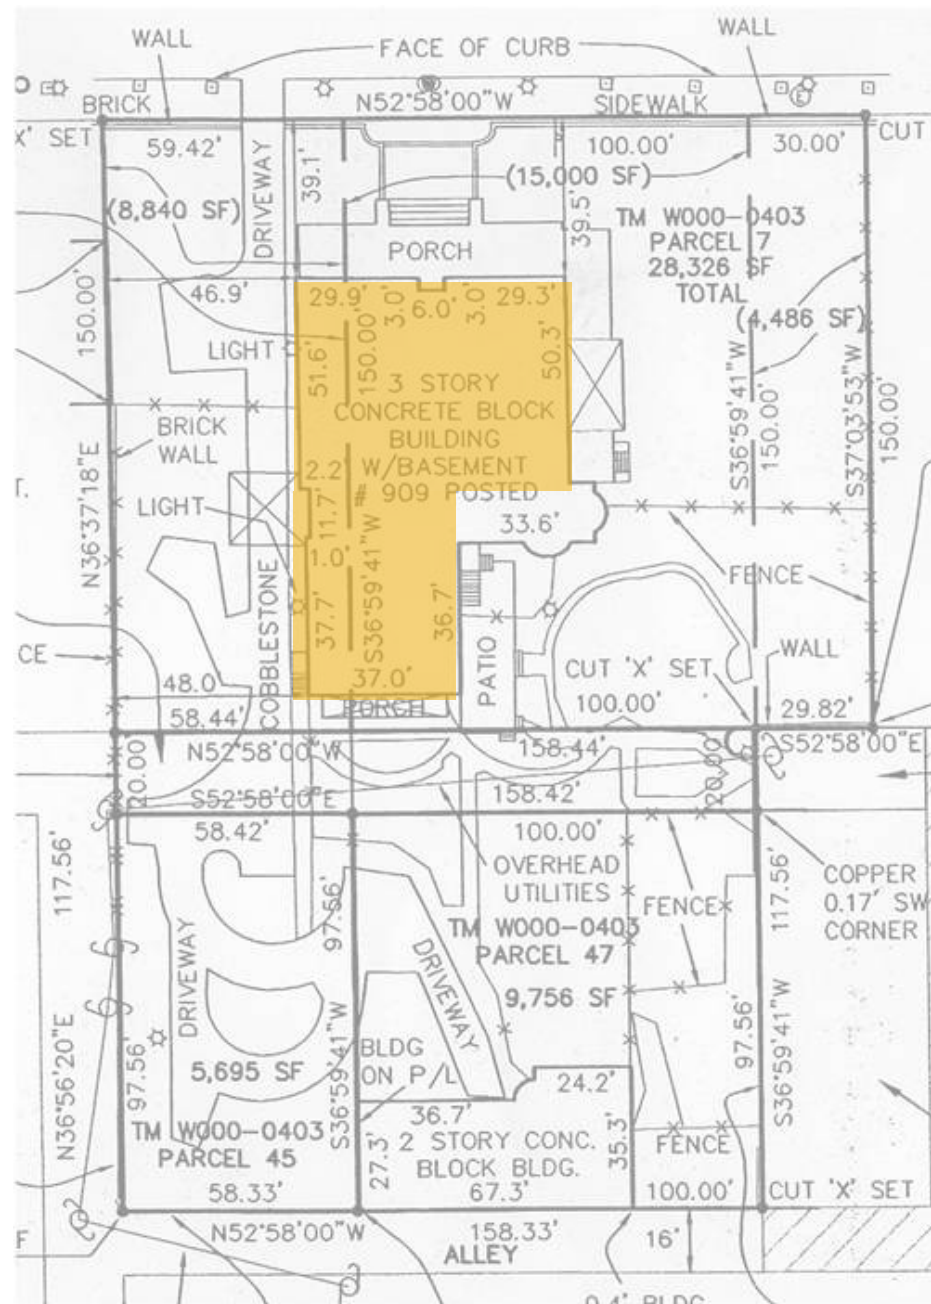 WALL
FACE OF CURB
WALL
BRICK
N52°58'00"W
SIDEWALK
E
'X' SET
CUT
59.42'
100.00'
30.00'
DRIVEWAY
39.1'
(15,000 SF)
(8,840 SF)
39.5'
TM W000-0403
PARCEL 7
28,326 SF
TOTAL
PORCH
46.9'
29.9'
3.0'
6.0'
3.0'
29.3'
(4,486 SF)
150.00'
LIGHT
51.6'
150.00'
50.3'
3 STORY
CONCRETE BLOCK
BUILDING
W/BASEMENT
# 909 POSTED
S36°59'41"W
150.00'
S37°03'53"W
150.00'
BRICK
WALL
N36°37'18"E
T.
LIGHT
2.2'
11.7'
33.6'
1.0'
S36°59'41"W
COBBLESTONE
37.7'
36.7'
FENCE
CE
PATIO
WALL
CUT 'X' SET
48.0
37.0'
58.44'
PORCH
100.00'
29.82'
N52°58'00"W
158.44'
S52°58'00"E
20.00'
20.00'
S52°58'00"E
158.42'
58.42'
100.00'
117.56'
97.56'
OVERHEAD
UTILITIES
FENCE
117.56'
COPPER
0.17' SW
CORNER
TM W000-0403
PARCEL 47
9,756 SF
DRIVEWAY
DRIVEWAY
N36°56'20"E
97.56"
S36°59'41"W
97.56'
S36°59'41"W
5,695 SF
BLDG
ON P/L
24.2'
36.7'
TM W000-0403
PARCEL 45
27.3'
2 STORY CONC.
BLOCK BLDG.
35.3'
FENCE
58.33'
67.3'
100.00'
CUT 'X' SET
F
N52°58'00"W
158.33'
16'
ALLEY
0.4' BLDG